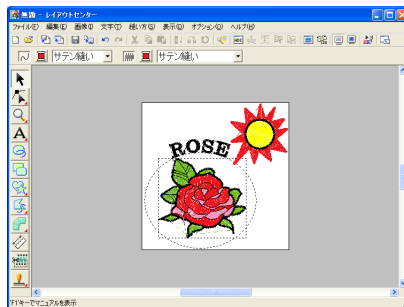 無題 - レイアウトセンター
ファイル(F) 編集(E) 画像(I) 文字(T) 縫い方(S) 表示(D) オプション(O) ヘルプ(H)
サテン縫い サテン縫い
A
ROSE
'F1'キーでマニュアルを表示